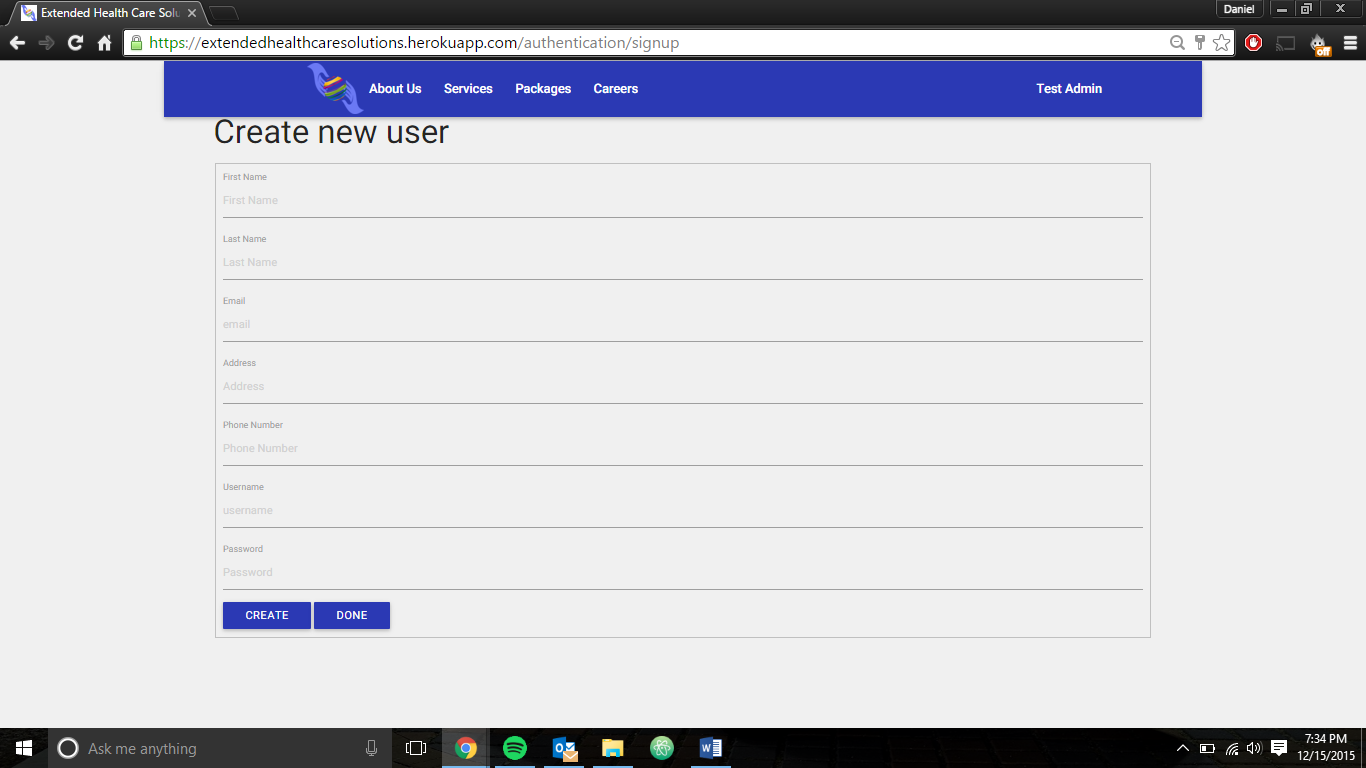 Extended Health Care Solu
Daniel
https://extendedhealthcaresolutions.herokuapp.com/authentication/signup
off
About Us Services Packages Careers Test Admin
Create new user
First Name
First Name
Last Name
Last Name
Email
email
Address
Address
Phone Number
Phone Number
Username
username
Password
Password
CREATE DONE
Ask me anything
7:34 PM
12/15/2015